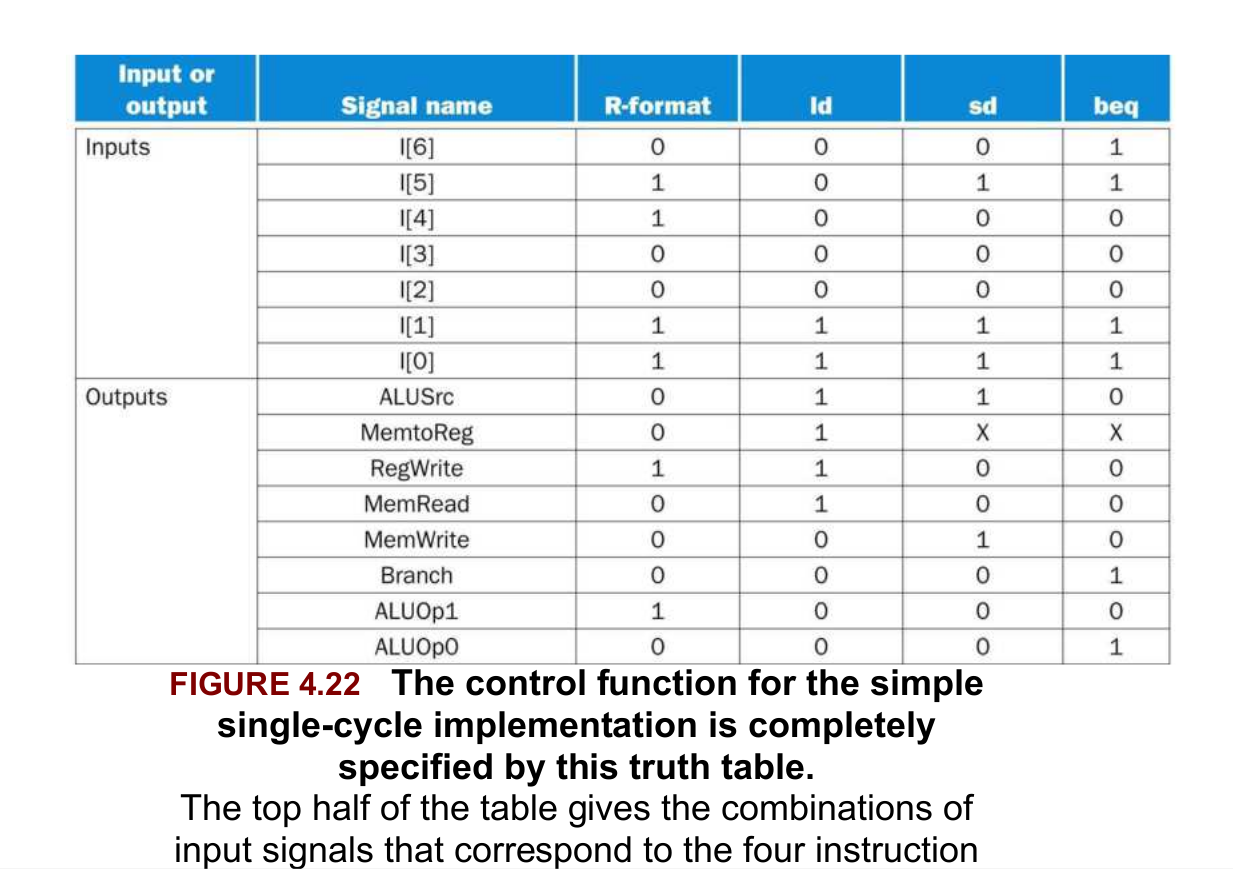 Input or output Signal name R-format ld sd beq
Inputs I[6] 0 0 0 1
I[5] 1 0 1 1
I[4] 1 0 0 0
I[3] 0 0 0 0
I[2] 0 0 0 0
I[1] 1 1 1 1
I[0] 1 1 1 1
Outputs ALUSrc 0 1 1 0
MemtoReg 0 1 X X
RegWrite 1 1 0 0
MemRead 0 1 0 0
MemWrite 0 0 1 0
Branch 0 0 0 1
ALUOp1 1 0 0 0
ALUOp0 0 0 0 1
FIGURE 4.22 The control function for the simple
single-cycle implementation is completely
specified by this truth table.
The top half of the table gives the combinations of
input signals that correspond to the four instruction